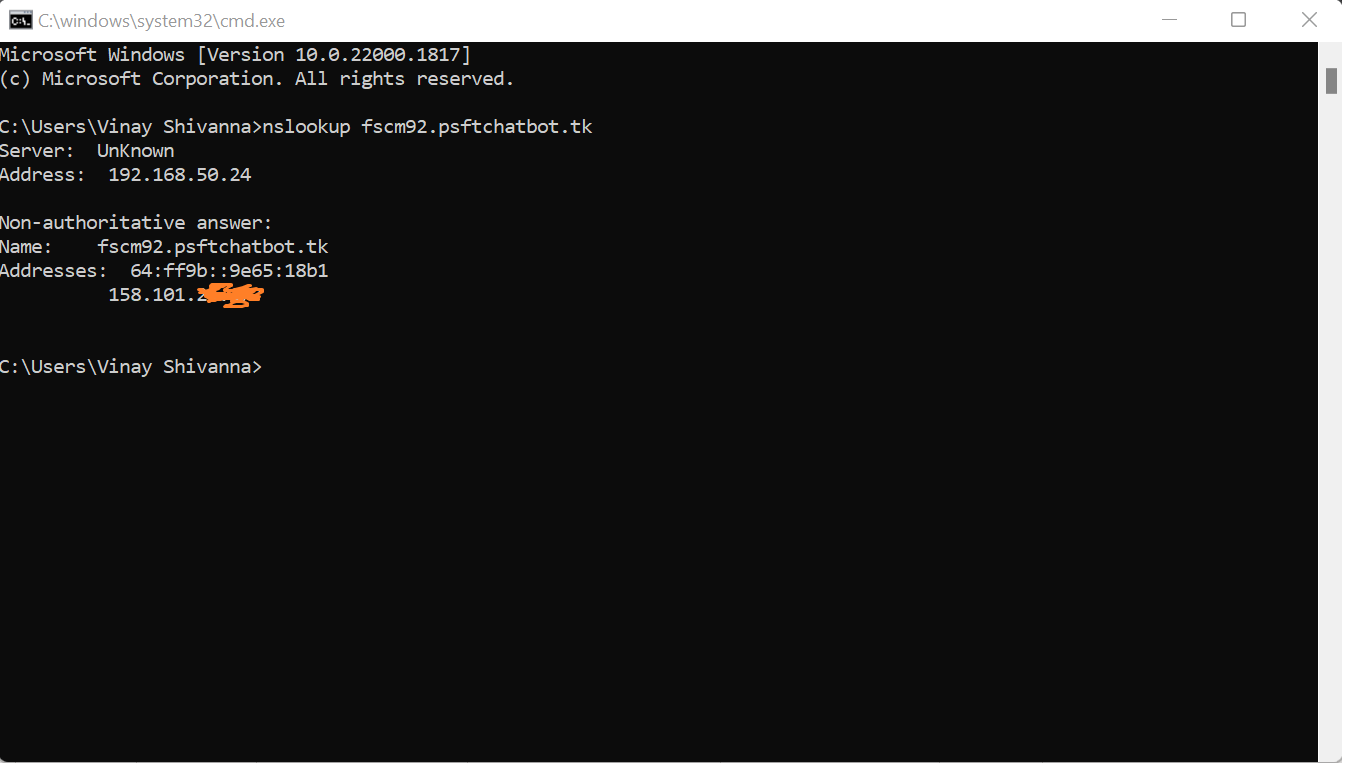 C:\windows\system32\cmd.exe
Microsoft Windows [Version 10.0.22000.1817]
(c) Microsoft Corporation. All rights reserved.
C:\Users\Vinay Shivanna>nslookup fscm92.psftchatbot.tk
Server:  UnKnown
Address:  192.168.50.24
Non-authoritative answer:
Name:    fscm92.psftchatbot.tk
Addresses:  64:ff9b::9e65:18b1
158.101.
C:\Users\Vinay Shivanna>